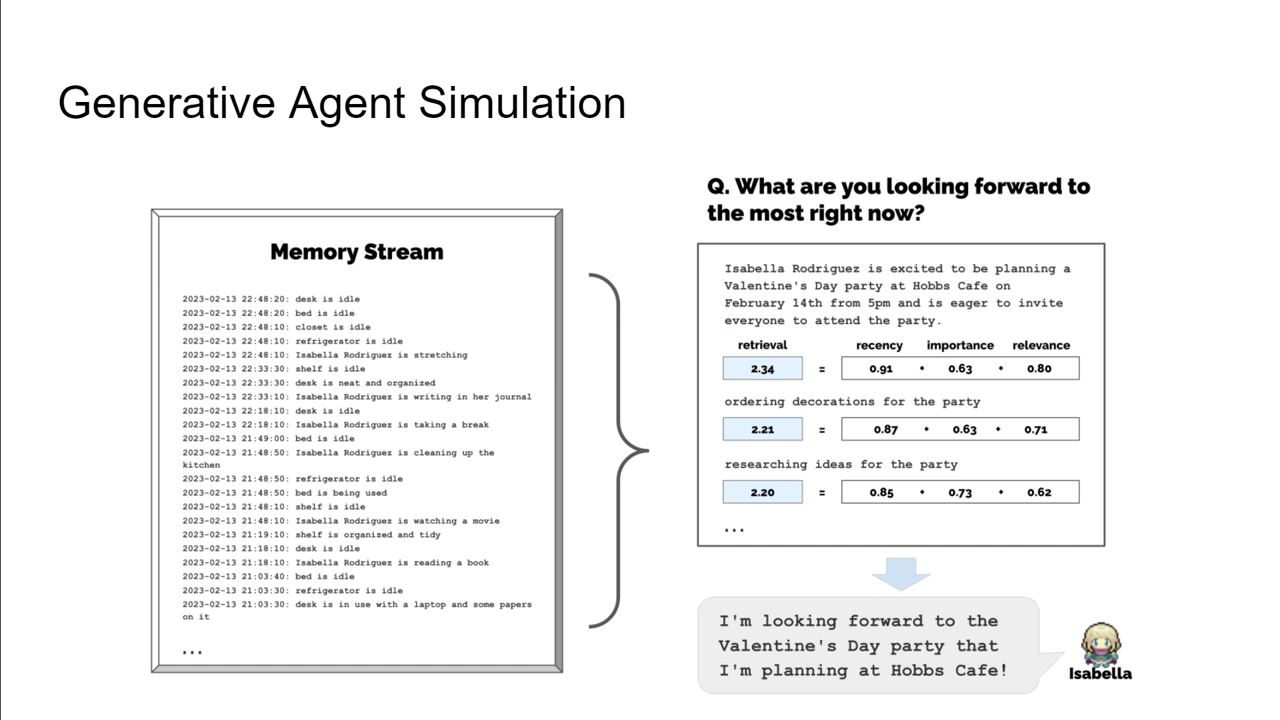 Generative Agent Simulation
Memory Stream
2023-02-13 22:48:20: desk is idle
2023-02-13 22:48:20: bed is idle
2023-02-13 22:48:10: closet is idle
2023-02-13 22:48:10: refrigerator is idle
2023-02-13 22:48:10: Isabella Rodriguez is stretching
2023-02-13 22:33:30: shelf is idle
2023-02-13 22:33:30: desk is neat and organized
2023-02-13 22:33:10: Isabella Rodriguez is writing in her journal
2023-02-13 22:18:10: desk is idle
2023-02-13 22:18:10: Isabella Rodriguez is taking a break
2023-02-13 21:49:00: bed is idle
2023-02-13 21:48:50: Isabella Rodriguez is cleaning up the
kitchen
2023-02-13 21:48:50: refrigerator is idle
2023-02-13 21:48:50: bed is being used
2023-02-13 21:48:10: shelf is idle
2023-02-13 21:48:10: Isabella Rodriguez is watching a movie
2023-02-13 21:19:10: shelf is organized and tidy
2023-02-13 21:18:10: desk is idle
2023-02-13 21:18:10: Isabella Rodriguez is reading a book
2023-02-13 21:03:40: bed is idle
2023-02-13 21:03:30: refrigerator is idle
2023-02-13 21:03:30: desk is in use with a laptop and some papers
on it
...
Q. What are you looking forward to
the most right now?
Isabella Rodriguez is excited to be planning a
Valentine's Day party at Hobbs Cafe on
February 14th from 5pm and is eager to invite
everyone to attend the party.
retrieval recency importance relevance
2.34 = 0.91 + 0.63 + 0.80
ordering decorations for the party
2.21 = 0.87 + 0.63 + 0.71
researching ideas for the party
2.20 = 0.85 + 0.73 + 0.62
...
I'm looking forward to the
Valentine's Day party that
I'm planning at Hobbs Cafe!
Isabella